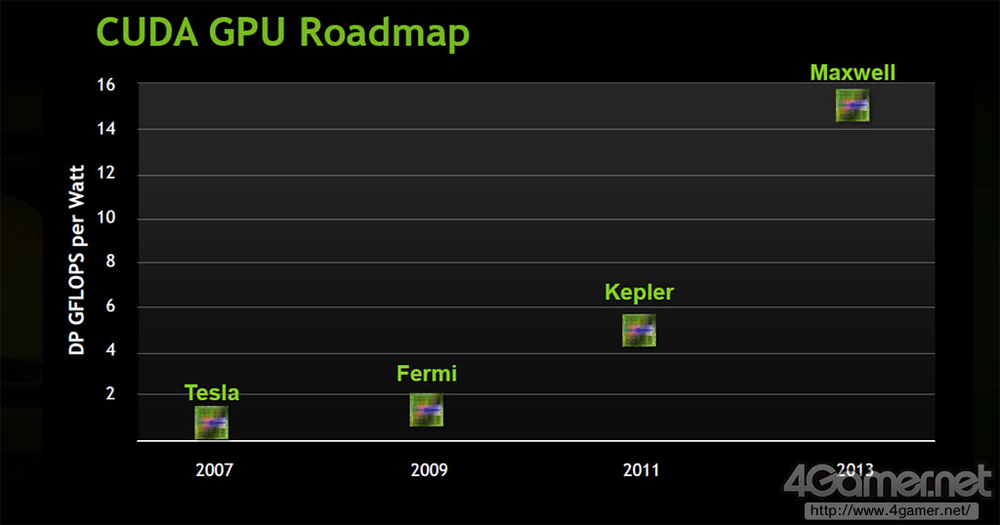 CUDA GPU Roadmap
16
14
12
10
8
6
4
2
DP GFLOPS per Watt
Tesla
Fermi
Kepler
Maxwell
2007
2009
2011
2013
4Gamer.net
http://www.4gamer.net/